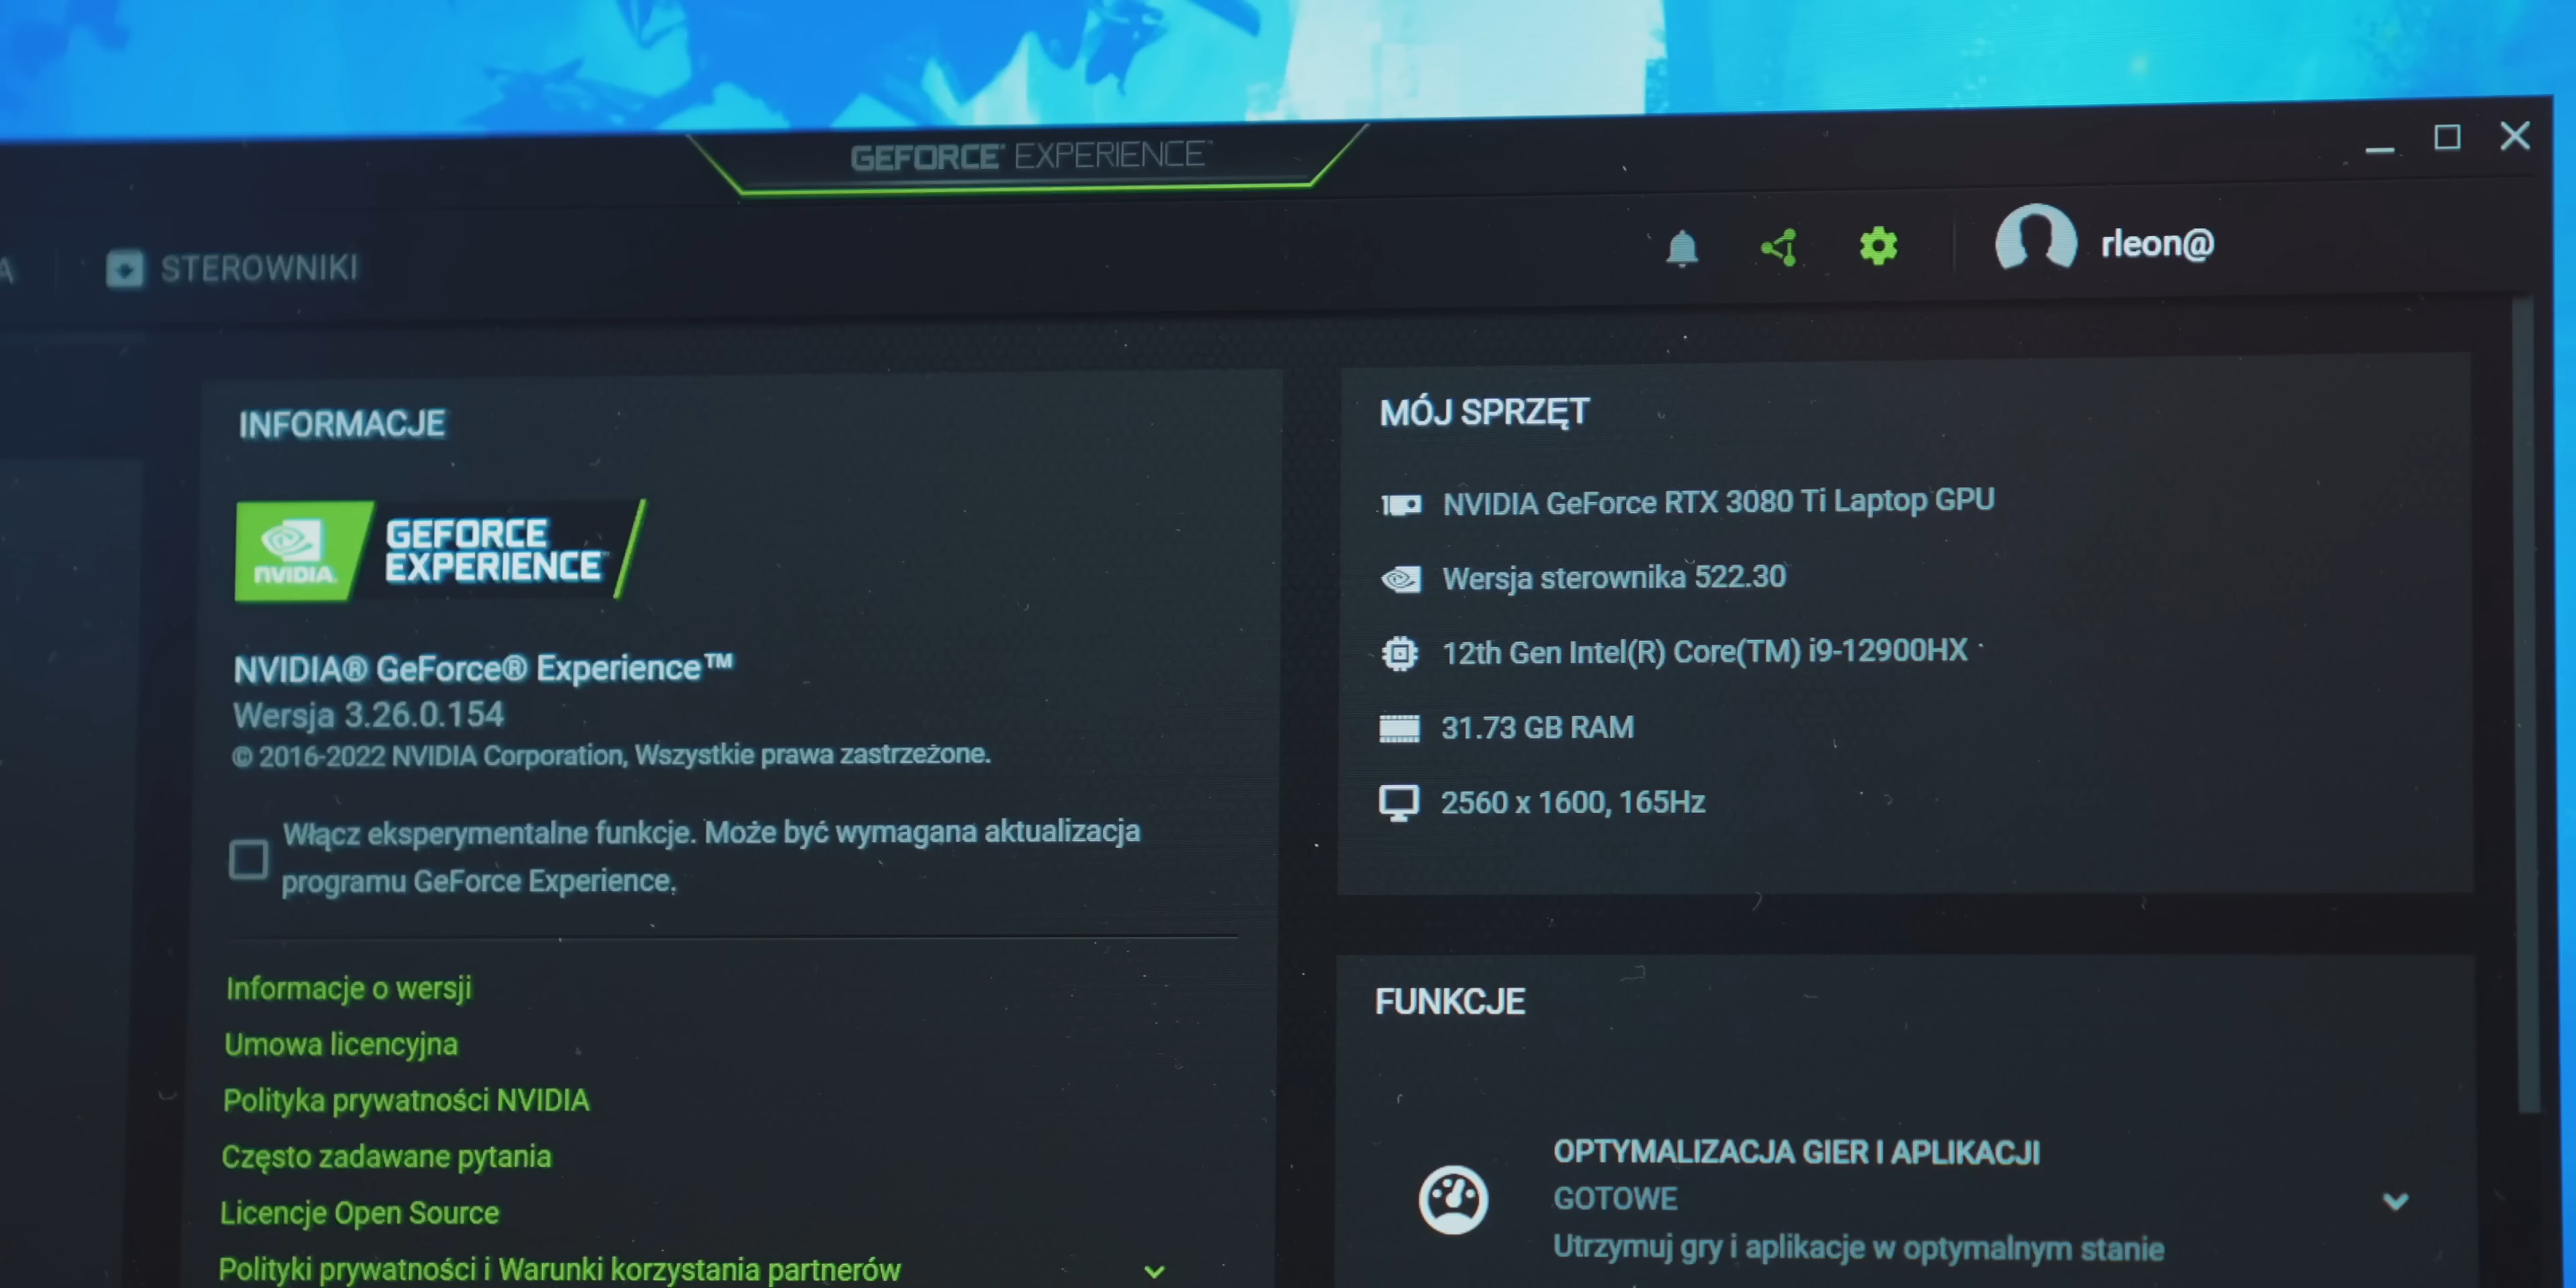 GEFORCE® EXPERIENCE™
A
STEROWNIKI
rleon@
INFORMACJE
NVIDIA.
GEFORCE
EXPERIENCE™
NVIDIA® GeForce® Experience™
Wersja 3.26.0.154
© 2016-2022 NVIDIA Corporation, Wszystkie prawa zastrzeżone.
Włącz eksperymentalne funkcje. Może być wymagana aktualizacja
programu GeForce Experience.
Informacje o wersji
Umowa licencyjna
Polityka prywatności NVIDIA
Często zadawane pytania
Licencje Open Source
Polityki prywatności i Warunki korzystania partnerów
MÓJ SPRZĘT
NVIDIA GeForce RTX 3080 Ti Laptop GPU
Wersja sterownika 522.30
12th Gen Intel(R) Core(TM) i9-12900HX
31.73 GB RAM
2560 x 1600, 165Hz
FUNKCJE
OPTYMALIZACJA GIER I APLIKACJI
GOTOWE
Utrzymuj gry i aplikacje w optymalnym stanie